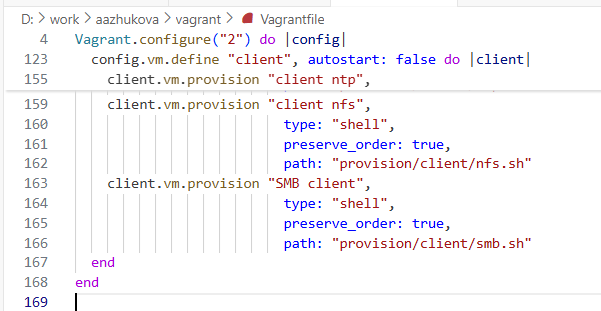 D: > work > aazhukova > vagrant > Vagrantfile
4 Vagrant.configure("2") do |config|
123 config.vm.define "client", autostart: false do |client|
155 client.vm.provision "client ntp",
159 client.vm.provision "client nfs",
160 type: "shell",
161 preserve_order: true,
162 path: "provision/client/nfs.sh"
163 client.vm.provision "SMB client",
164 type: "shell",
165 preserve_order: true,
166 path: "provision/client/smb.sh"
167 end
168 end
169